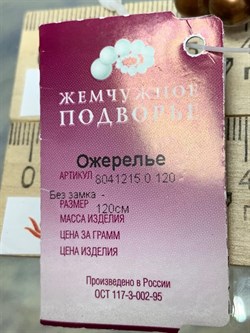 ЖЕМЧУЖНОЕ
ПОДВОРЬЕ
Ожерелье
АРТИКУЛ 8041215.0 120 -
Без замка -
РАЗМЕР 120см
МАССА ИЗДЕЛИЯ
ЦЕНА ЗА ГРАММ
ЦЕНА ИЗДЕЛИЯ
Произведено в России
ОСТ 117-3-002-95